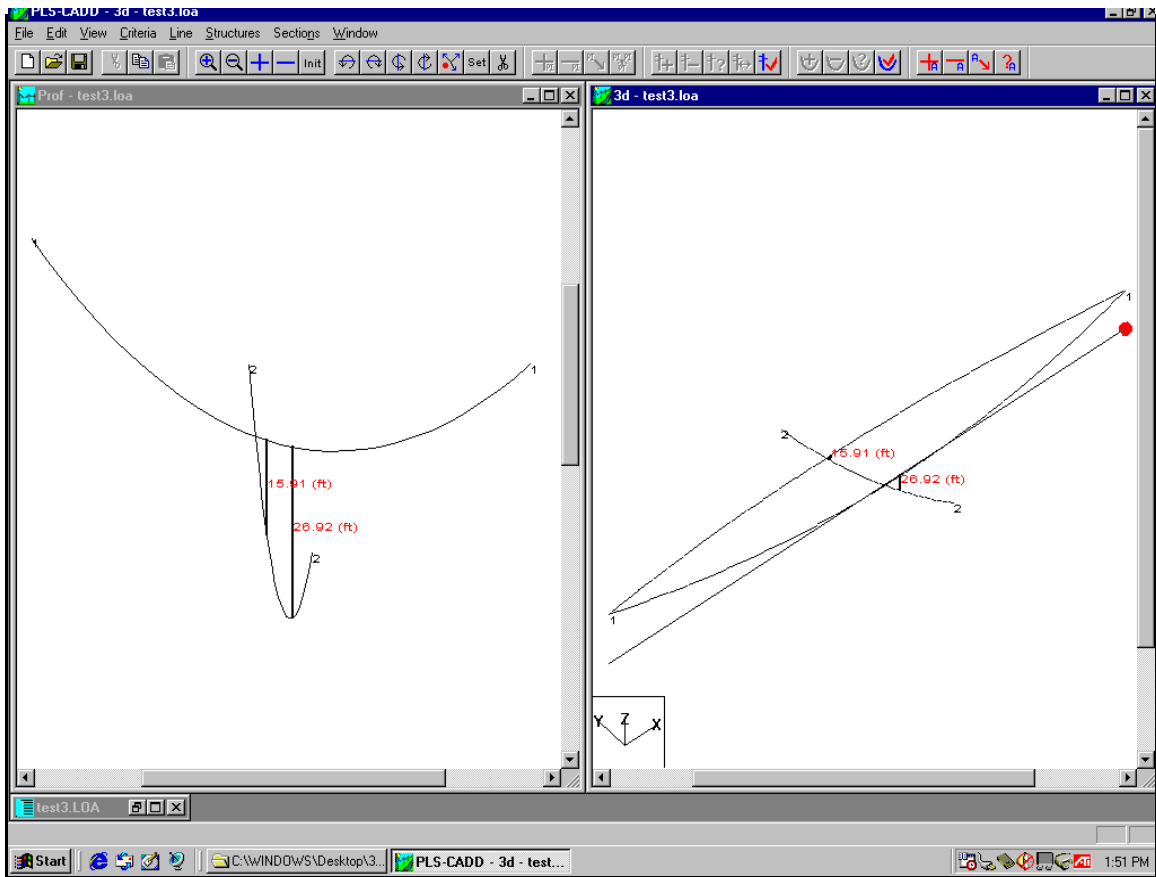 PLS-CADD - 3d - test3.loa
File Edit View Criteria Line Structures Sections Window
Init Set
Prof - test3.loa
1
2
1
15.91 (ft)
26.92 (ft)
2
3d - test3.loa
1
2
15.91 (ft)
26.92 (ft)
2
1
Y Z X
test3.LOA
Start C:\WINDOWS\Desktop\3... PLS-CADD - 3d - test... 1:51 PM